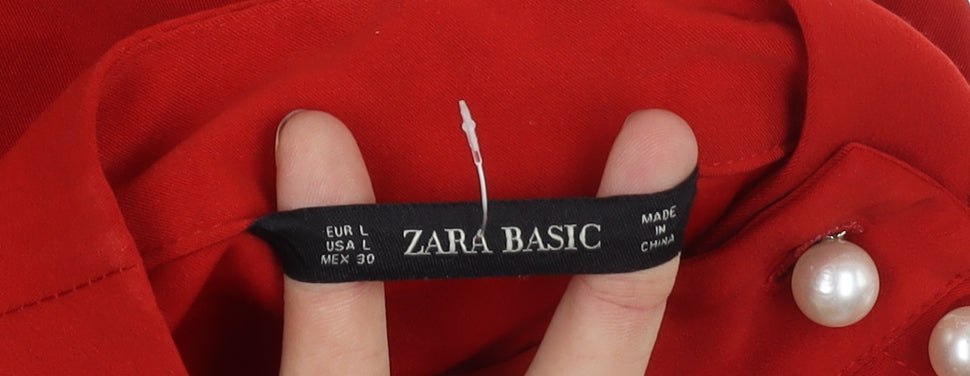 EUR L
USA L
MEX 30
ZARA BASIC
MADE
IN
CHINA